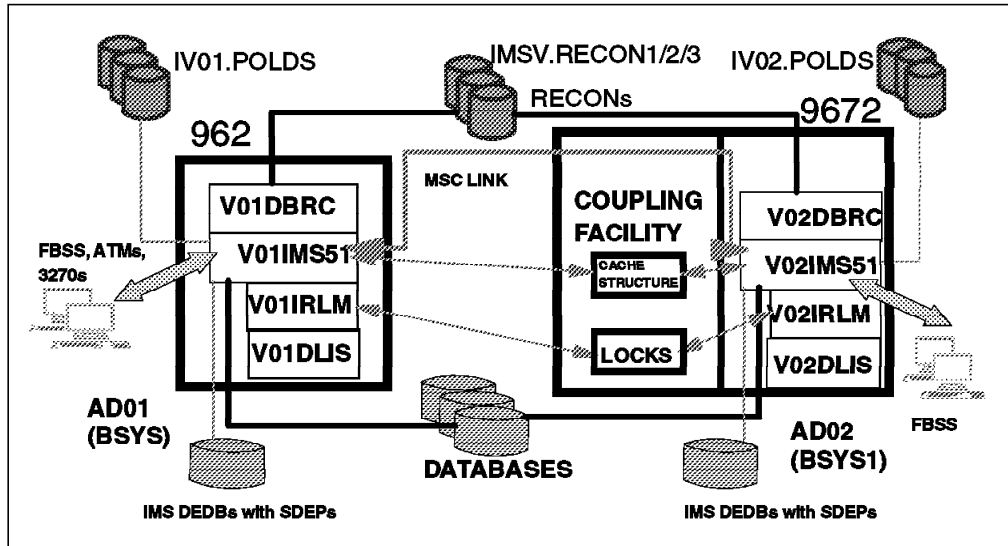 IV01.POLDS
IMSV.RECON1/2/3
IV02.POLDS
RECONs
962
9672
MSC LINK
V01DBRC
V01IMS51
V01IRLM
V01DLIS
COUPLING
FACILITY
CACHE
STRUCTURE
LOCKS
V02DBRC
V02IMS51
V02IRLM
V02DLIS
FBSS, ATMs,
3270s
FBSS
AD01
(BSYS)
DATABASES
AD02
(BSYS1)
IMS DEDBs with SDEPs
IMS DEDBs with SDEPs